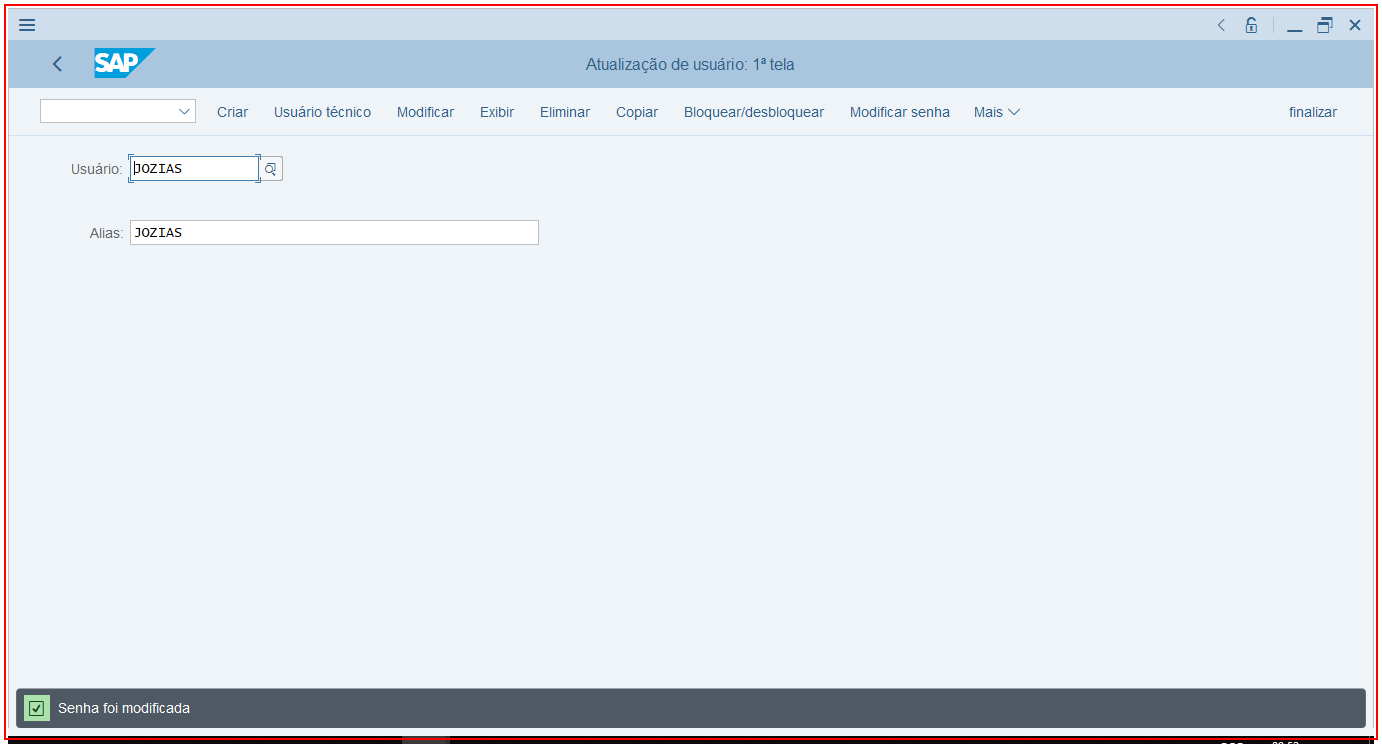 SAP
Atualização de usuário: 1ª tela
Criar Usuário técnico Modificar Exibir Eliminar Copiar Bloquear/desbloquear Modificar senha Mais finalizar
Usuário: JOZIAS
Alias: JOZIAS
Senha foi modificada